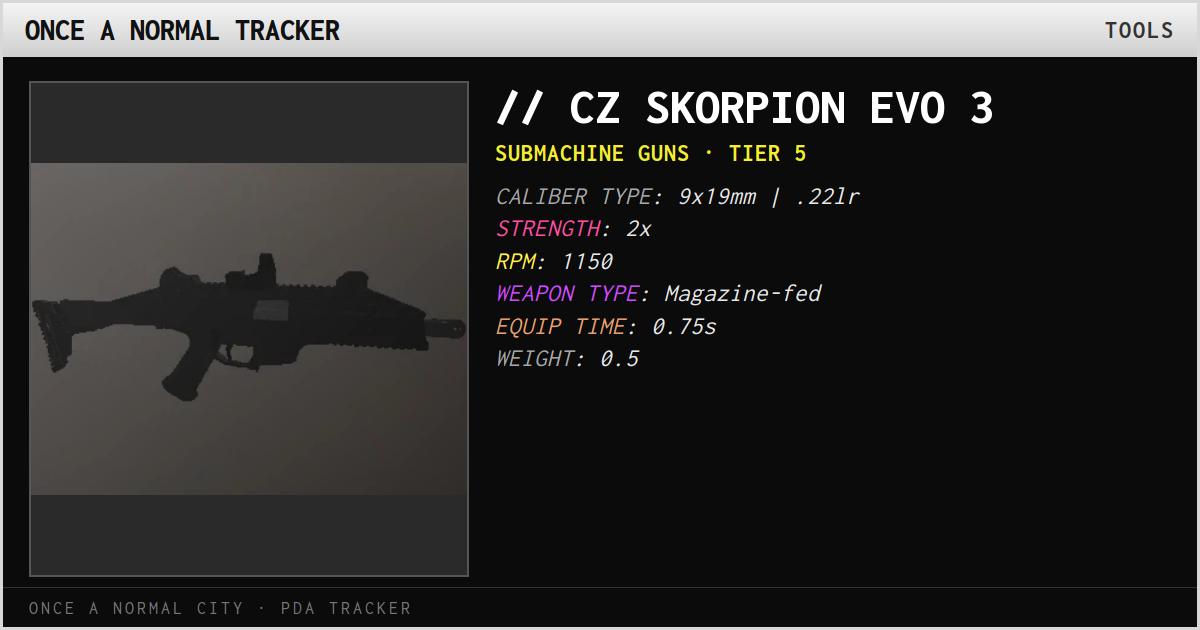 ONCE A NORMAL TRACKER
TOOLS
// CZ SKORPION EVO 3
SUBMACHINE GUNS · TIER 5
CALIBER TYPE: 9x19mm | .22lr
STRENGTH: 2x
RPM: 1150
WEAPON TYPE: Magazine-fed
EQUIP TIME: 0.75s
WEIGHT: 0.5
ONCE A NORMAL CITY · PDA TRACKER